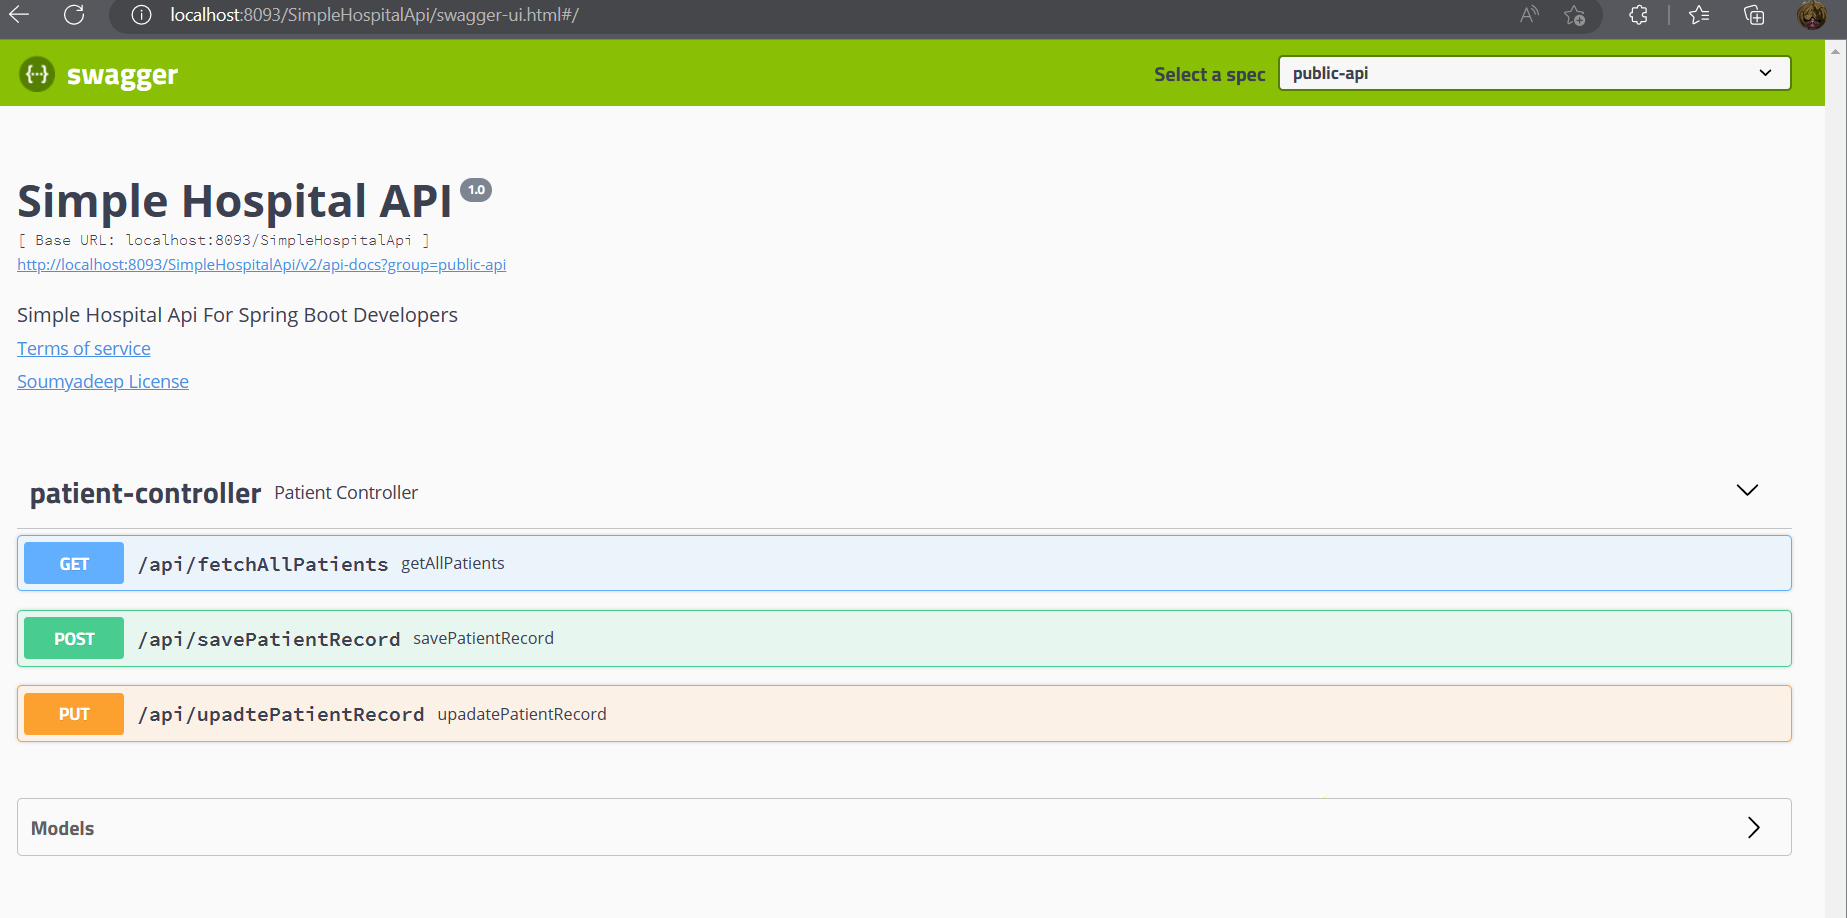 localhost:8093/SimpleHospitalApi/swagger-ui.html#/
swagger
Select a spec
public-api
Simple Hospital API 1.0
[ Base URL: localhost:8093/SimpleHospitalApi ]
http://localhost:8093/SimpleHospitalApi/v2/api-docs?group=public-api
Simple Hospital Api For Spring Boot Developers
Terms of service
Soumyadeep License
patient-controller Patient Controller
GET /api/fetchAllPatients getAllPatients
POST /api/savePatientRecord savePatientRecord
PUT /api/upadtePatientRecord upadatePatientRecord
Models